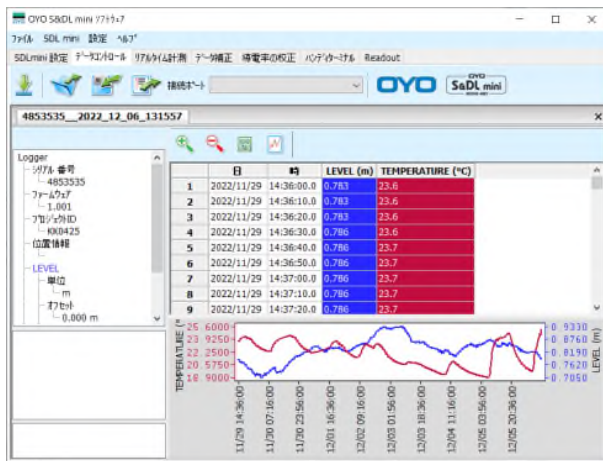 OYO S&DL mini ソフトウェア
ファイル SDL mini 設定 ヘルプ
SDLmini 設定 データコントロール リアルタイム計測 データ補正 導電率の校正 ハンディターミナル Readout
接続ポート
OYO
OYO
S&DL mini
4853535__2022_12_06_131557
Logger
シリアル 番号
4853535
ファームウェア
1.001
プロジェクトID
KK0425
位置情報
LEVEL
単位
m
オフセット
0.000 m
日 時 LEVEL (m) TEMPERATURE (°C)
1 2022/11/29 14:36:00.0 0.783 23.6
2 2022/11/29 14:36:10.0 0.783 23.6
3 2022/11/29 14:36:20.0 0.783 23.6
4 2022/11/29 14:36:30.0 0.786 23.6
5 2022/11/29 14:36:40.0 0.786 23.7
6 2022/11/29 14:36:50.0 0.786 23.7
7 2022/11/29 14:37:00.0 0.786 23.7
8 2022/11/29 14:37:10.0 0.786 23.7
9 2022/11/29 14:37:20.0 0.786 23.7
TEMPERATURE (°
25.6000
23.9250
22.2500
20.5750
18.9000
0.9330
0.8760
0.8190
0.7620
0.7050
LEVEL (m)
11/29 14:36:00
11/30 07:16:00
11/30 23:56:00
12/01 16:36:00
12/02 09:16:00
12/03 01:56:00
12/03 18:36:00
12/04 11:16:00
12/05 03:56:00
12/05 20:36:00